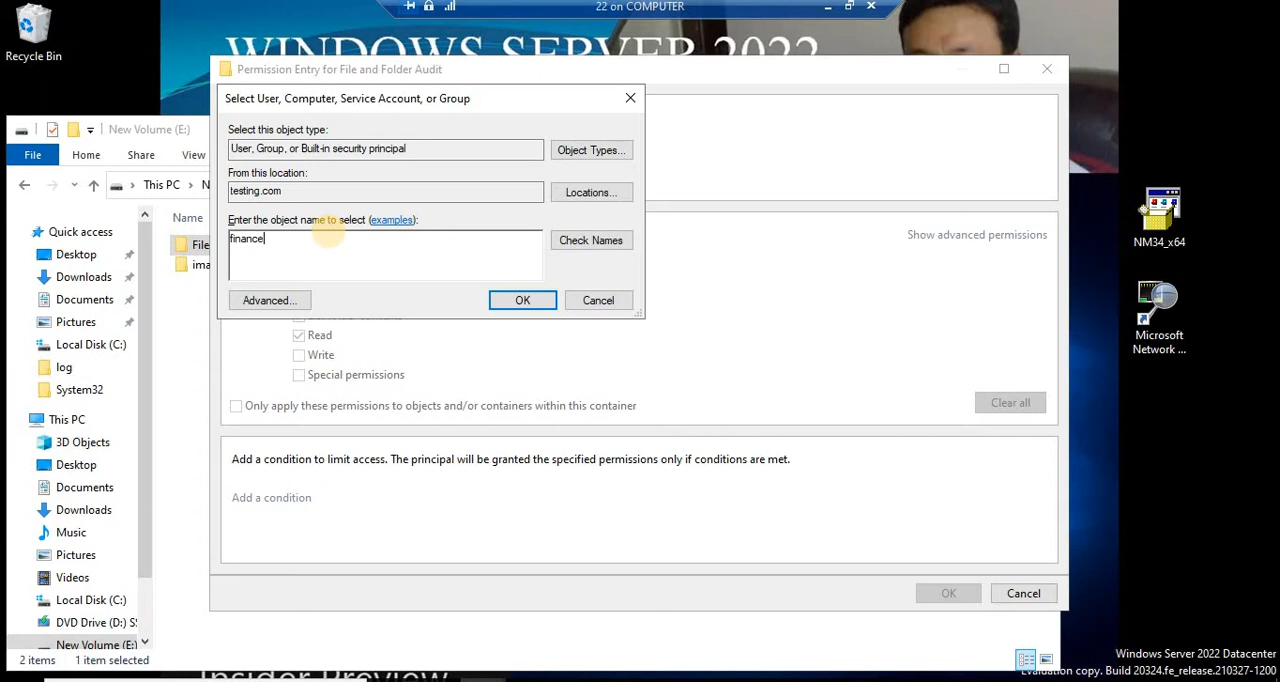 22 on COMPUTER
Recycle Bin
WINDOWS SERVER 2022
Permission Entry for File and Folder Audit
Select User, Computer, Service Account, or Group
Select this object type:
User, Group, or Built-in security principal
Object Types...
From this location:
testing.com
Locations...
Enter the object name to select (examples):
finance
Check Names
Advanced...
OK
Cancel
Show advanced permissions
Read
Write
Special permissions
Only apply these permissions to objects and/or containers within this container
Clear all
Add a condition to limit access. The principal will be granted the specified permissions only if conditions are met.
Add a condition
OK
Cancel
New Volume (E:)
File
Home
Share
View
This PC
N
Name
File
ima
Quick access
Desktop
Downloads
Documents
Pictures
Local Disk (C:)
log
System32
This PC
3D Objects
Desktop
Documents
Downloads
Music
Pictures
Videos
Local Disk (C:)
DVD Drive (D:) S
New Volume (E:)
2 items
1 item selected
NM34_x64
Microsoft
Network ...
Insider Preview
Windows Server 2022 Datacenter
Evaluation copy. Build 20324.fe_release.210327-1200